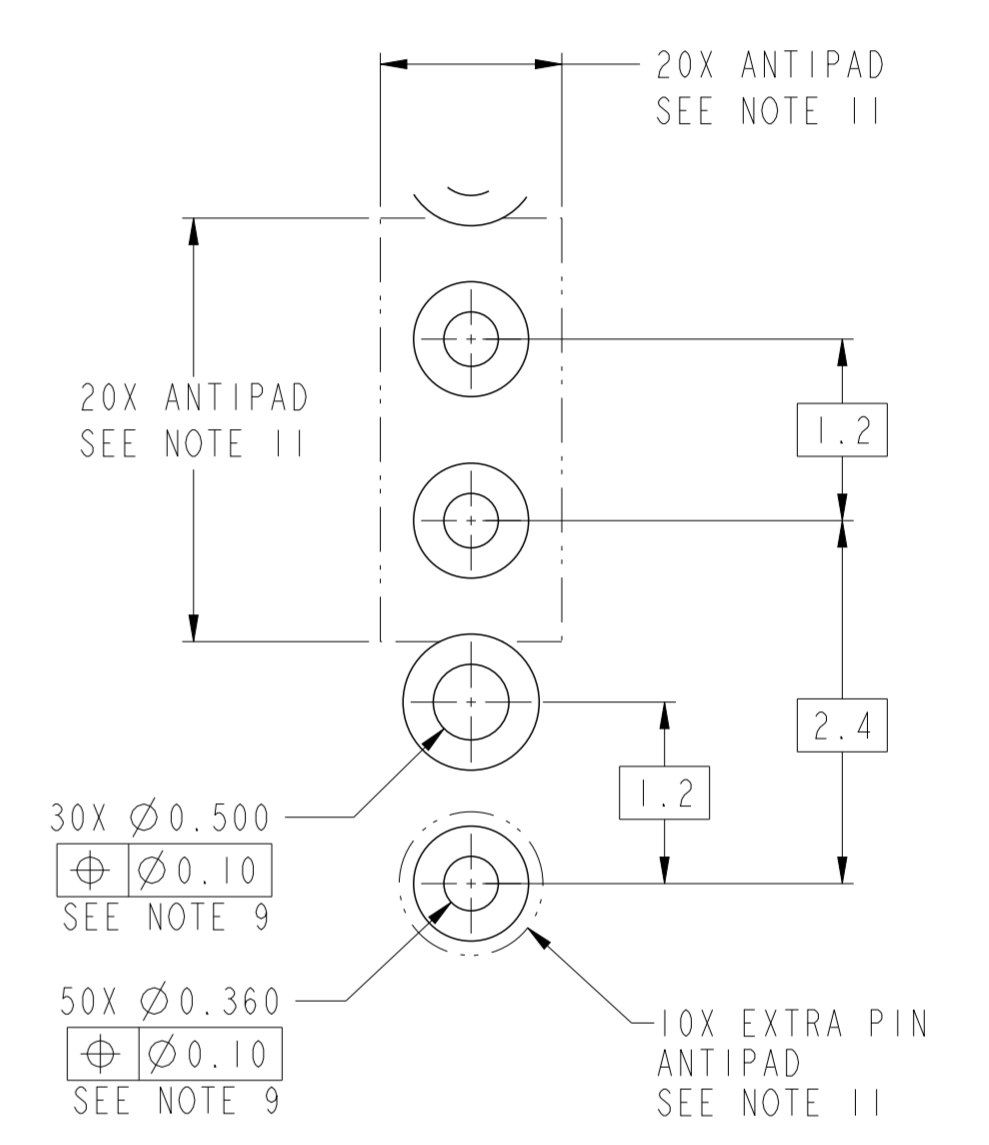 20X ANTIPAD
SEE NOTE 11
20X ANTIPAD
SEE NOTE 11
1.2
2.4
1.2
30X Ø0.500
⌖ Ø0.10
SEE NOTE 9
50X Ø0.360
⌖ Ø0.10
SEE NOTE 9
10X EXTRA PIN
ANTIPAD
SEE NOTE 11